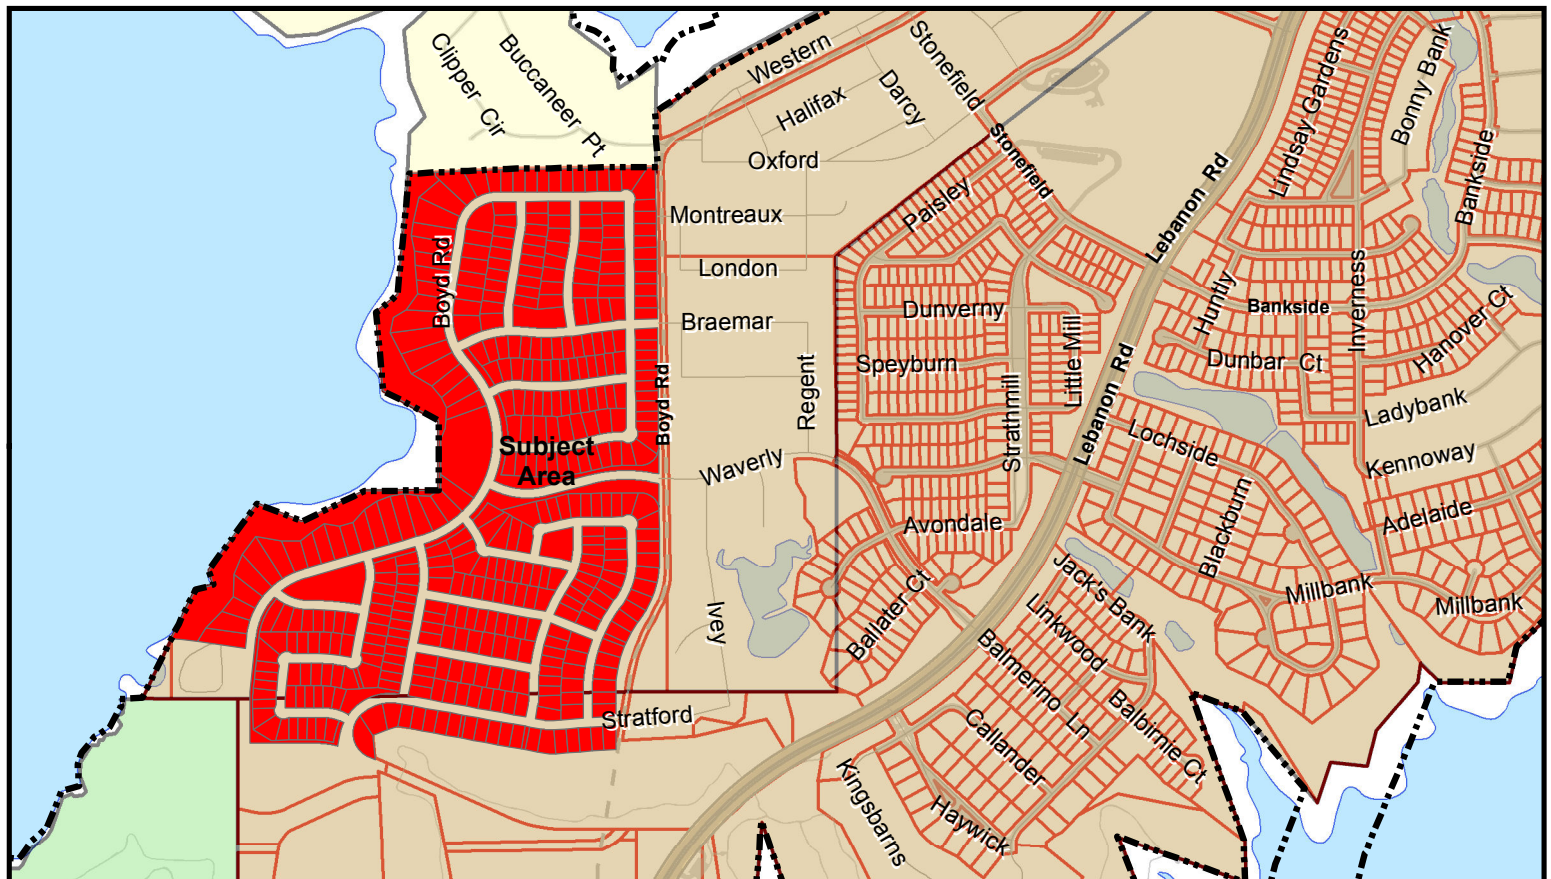 Clipper Cir
Buccaneer Pt
Western
Halifax
Darcy
Stonefield
Stonefield
Oxford
Montreaux
London
Braemar
Regent
Waverly
Ivey
Stratford
Boyd Rd
Boyd Rd
Subject
Area
Paisley
Dunverny
Speyburn
Strathmill
Little Mill
Avondale
Ballater Ct
Lebanon Rd
Lebanon Rd
Lindsay Gardens
Bonny Bank
Bankside
Bankside
Huntly
Inverness
Dunbar Ct
Hanover Ct
Ladybank
Kennoway
Adelaide
Lochside
Blackburn
Millbank
Millbank
Jack's Bank
Linkwood
Balmerino Ln
Balbirnie Ct
Callander
Haywick
Kingsbarns